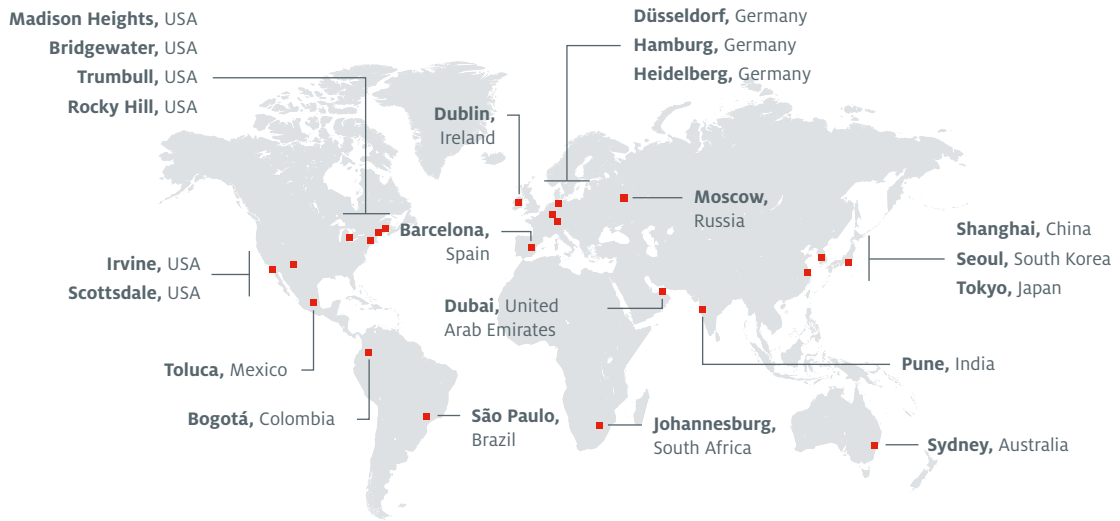 Madison Heights, USA
Bridgewater, USA
Trumbull, USA
Rocky Hill, USA
Düsseldorf, Germany
Hamburg, Germany
Heidelberg, Germany
Dublin,
Ireland
Moscow,
Russia
Barcelona,
Spain
Shanghai, China
Seoul, South Korea
Tokyo, Japan
Irvine, USA
Scottsdale, USA
Dubai, United
Arab Emirates
Toluca, Mexico
Pune, India
Bogotá, Colombia
São Paulo,
Brazil
Johannesburg,
South Africa
Sydney, Australia